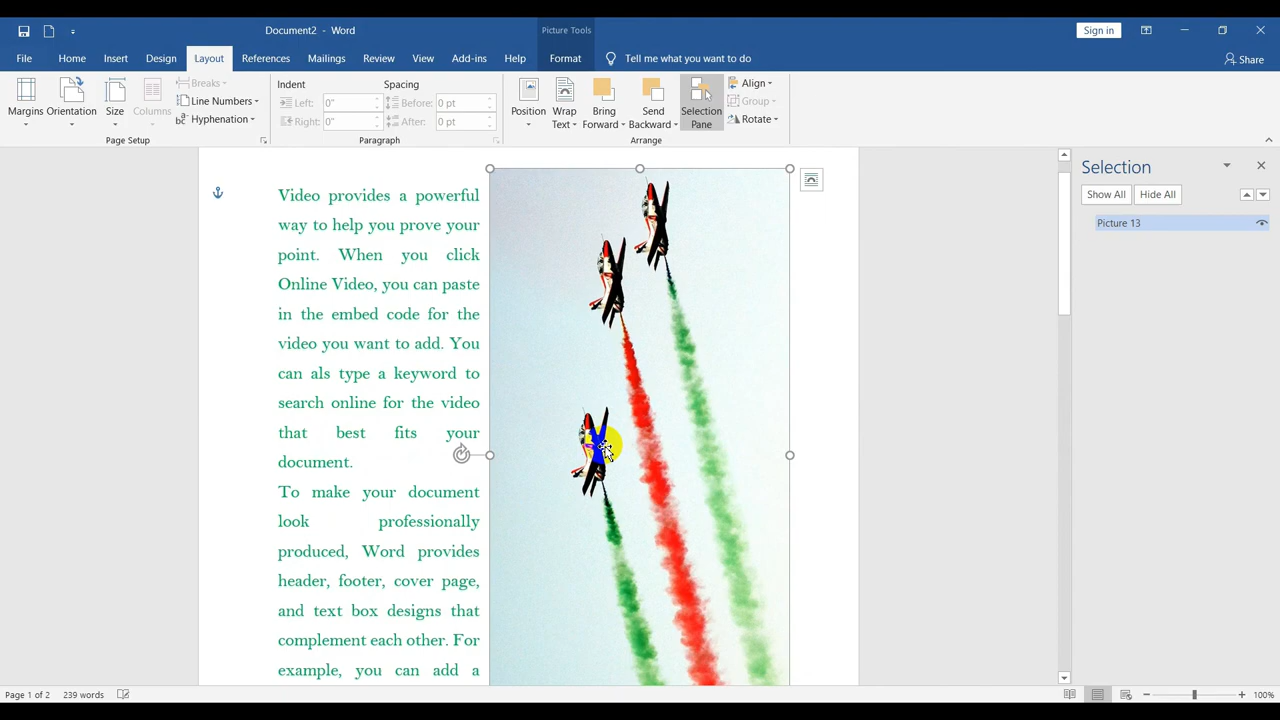 Document2 - Word
Picture Tools
Sign in
File
Home
Insert
Design
Layout
References
Mailings
Review
View
Add-ins
Help
Format
Tell me what you want to do
Share
Margins
Orientation
Size
Columns
Breaks
Line Numbers
Hyphenation
Page Setup
Indent
Spacing
Left: 0"
Before: 0 pt
Right: 0"
After: 0 pt
Paragraph
Position
Wrap Text
Bring Forward
Send Backward
Selection Pane
Align
Group
Rotate
Arrange
Video provides a powerful
way to help you prove your
point. When you click
Online Video, you can paste
in the embed code for the
video you want to add. You
can als type a keyword to
search online for the video
that best fits your
document.
To make your document
look professionally
produced, Word provides
header, footer, cover page,
and text box designs that
complement each other. For
example, you can add a
Selection
Show All
Hide All
Picture 13
Page 1 of 2
239 words
100%